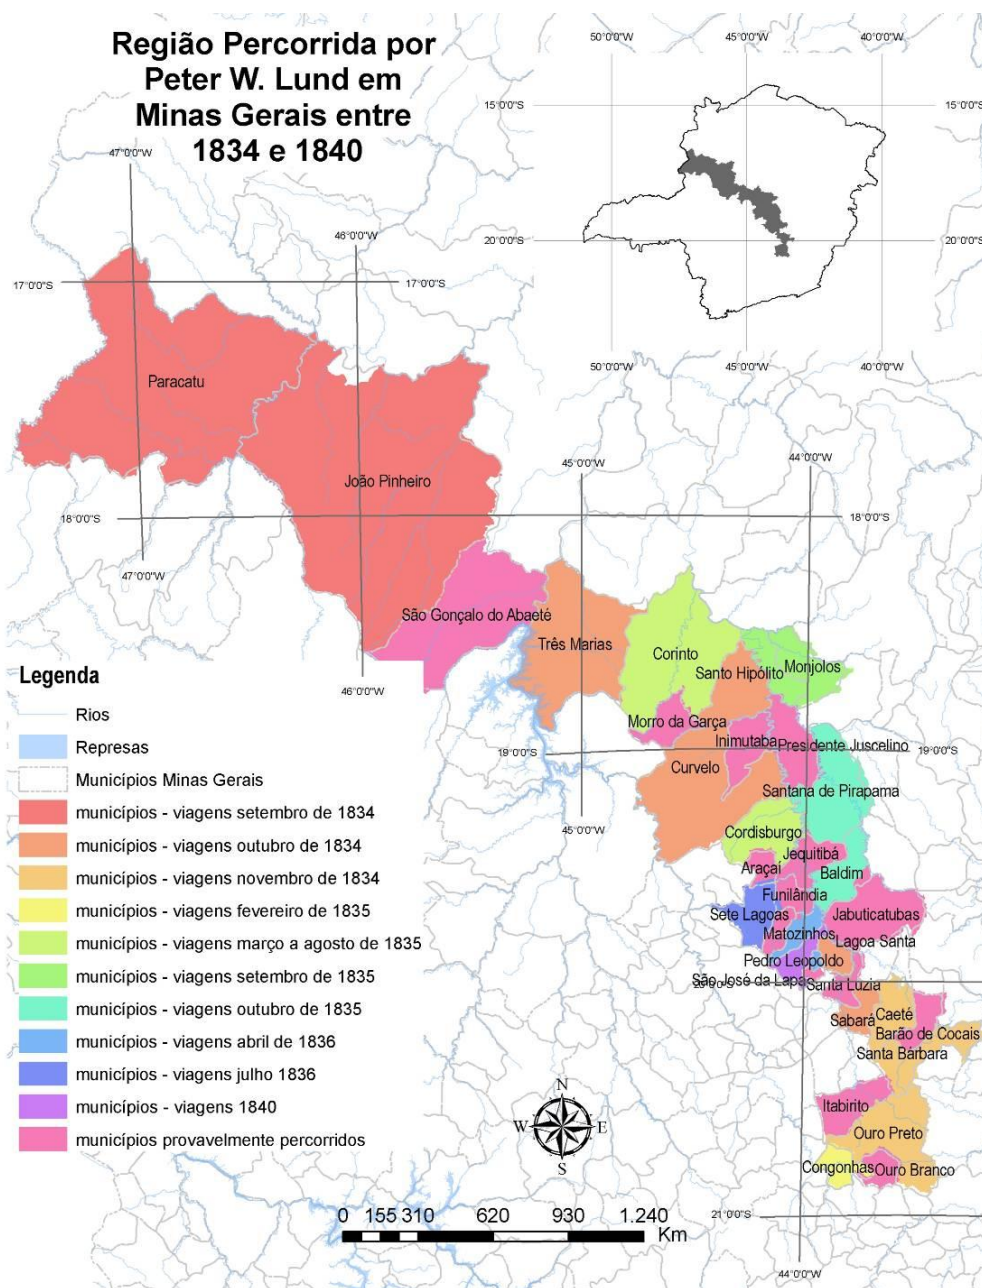 Região Percorrida por
Peter W. Lund em
Minas Gerais entre
1834 e 1840
50°0'0"W
45°0'0"W
40°0'0"W
15°0'0"S
15°0'0"S
20°0'0"S
20°0'0"S
50°0'0"W
45°0'0"W
40°0'0"W
47°0'0"W
46°0'0"W
17°0'0"S
17°0'0"S
Paracatu
João Pinheiro
45°0'0"W
44°0'0"W
18°0'0"S
18°0'0"S
47°0'0"W
São Gonçalo do Abaeté
Três Marias
Corinto
Santo Hipólito
Monjolos
46°0'0"W
Morro da Garça
Inimutaba
Presidente Juscelino
19°0'0"S
19°0'0"S
Curvelo
Santana de Pirapama
45°0'0"W
Cordisburgo
Jequitibá
Araçaí
Baldim
Funilândia
Sete Lagoas
Jabuticatubas
Matozinhos
Lagoa Santa
Pedro Leopoldo
São José da Lapa
Santa Luzia
Sabará
Caeté
Barão de Cocais
Santa Bárbara
Itabirito
Ouro Preto
Congonhas
Ouro Branco
21°0'0"S
44°0'0"W
Legenda
Rios
Represas
Municípios Minas Gerais
municípios - viagens setembro de 1834
municípios - viagens outubro de 1834
municípios - viagens novembro de 1834
municípios - viagens fevereiro de 1835
municípios - viagens março a agosto de 1835
municípios - viagens setembro de 1835
municípios - viagens outubro de 1835
municípios - viagens abril de 1836
municípios - viagens julho 1836
municípios - viagens 1840
municípios provavelmente percorridos
N
W E
S
0 155 310 620 930 1.240
Km